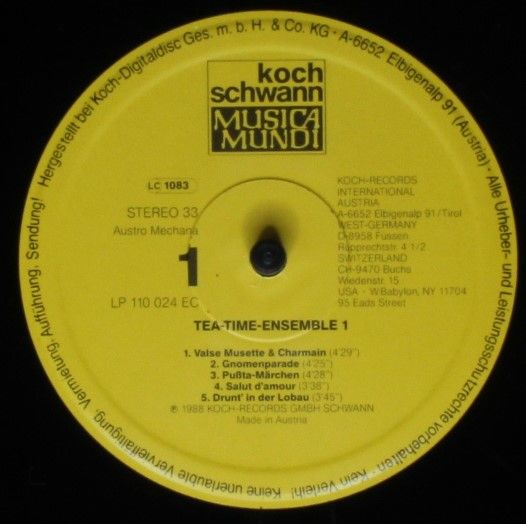 Hergestellt bei Koch-Digitaldisc Ges. m. b. H. & Co. KG · A-6652 Elbigenalp 91 (Austria) · Alle Urheber- und Leistungsschutzrechte vorbehalten · Kein Verleih! · Keine unerlaubte Vervielfältigung, Vermietung, Aufführung, Sendung!
koch
schwann
MUSICA
MUNDI
LC 1083
STEREO 33
Austro Mechana
1
LP 110 024 EC
KOCH-RECORDS
INTERNATIONAL
AUSTRIA
A-6652 Elbigenalp 91/Tirol
WEST-GERMANY
D-8958 Füssen
Rupprechtstr. 4 1/2
SWITZERLAND
CH-9470 Buchs
Wiedenstr. 15
USA · W.Babylon, NY 11704
95 Eads Street
TEA-TIME-ENSEMBLE 1
1. Valse Musette & Charmain (4'29")
2. Gnomenparade (4'25")
3. Pußta-Märchen (4'28")
4. Salut d'amour (3'38")
5. Drunt' in der Lobau (3'45")
℗ 1988 KOCH-RECORDS GMBH SCHWANN
Made in Austria